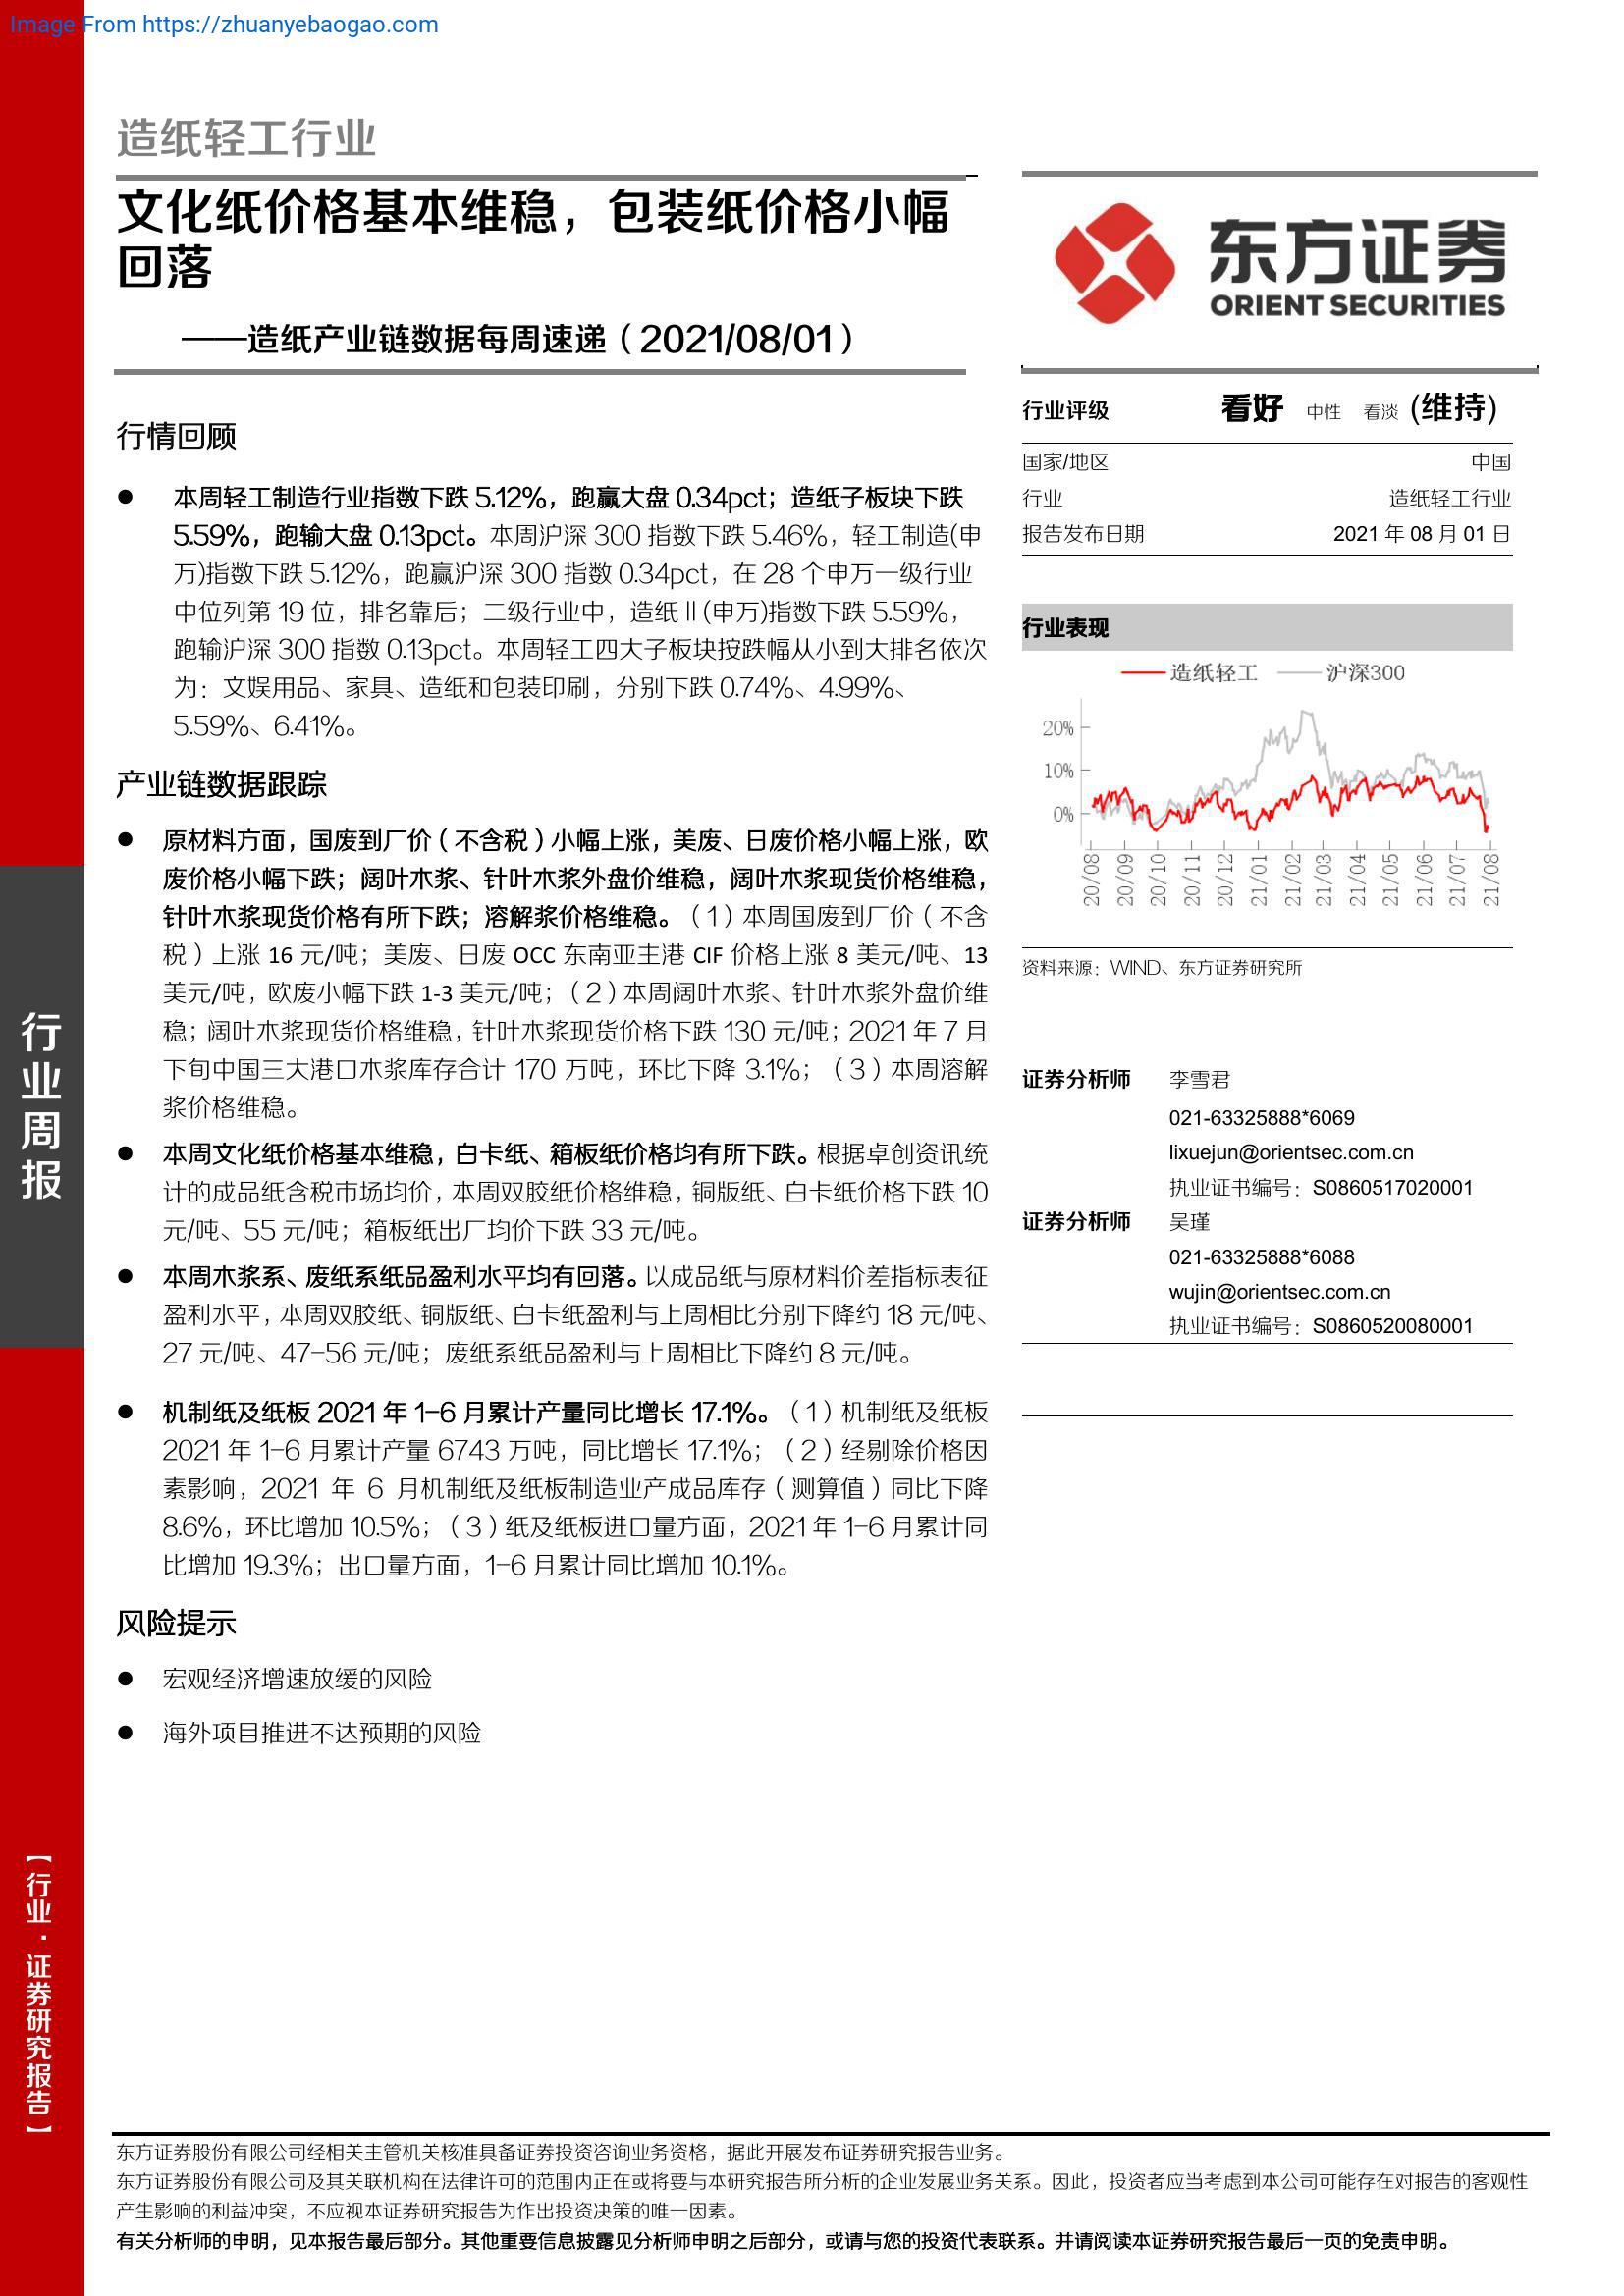 Image From https://zhuanyebaogao.com
造纸轻工行业
文化纸价格基本维稳，包装纸价格小幅
回落
——造纸产业链数据每周速递（2021/08/01）
行情回顾
● 本周轻工制造行业指数下跌 5.12%，跑赢大盘 0.34pct；造纸子板块下跌
5.59%，跑输大盘 0.13pct。本周沪深 300 指数下跌 5.46%，轻工制造(申
万)指数下跌 5.12%，跑赢沪深 300 指数 0.34pct，在 28 个申万一级行业
中位列第 19 位，排名靠后；二级行业中，造纸Ⅱ(申万)指数下跌 5.59%，
跑输沪深 300 指数 0.13pct。本周轻工四大子板块按跌幅从小到大排名依次
为：文娱用品、家具、造纸和包装印刷，分别下跌 0.74%、4.99%、
5.59%、6.41%。
产业链数据跟踪
● 原材料方面，国废到厂价（不含税）小幅上涨，美废、日废价格小幅上涨，欧
废价格小幅下跌；阔叶木浆、针叶木浆外盘价维稳，阔叶木浆现货价格维稳，
针叶木浆现货价格有所下跌；溶解浆价格维稳。（1）本周国废到厂价（不含
税）上涨 16 元/吨；美废、日废 OCC 东南亚主港 CIF 价格上涨 8 美元/吨、13
美元/吨，欧废小幅下跌 1-3 美元/吨；（2）本周阔叶木浆、针叶木浆外盘价维
稳；阔叶木浆现货价格维稳，针叶木浆现货价格下跌 130 元/吨；2021 年 7 月
下旬中国三大港口木浆库存合计 170 万吨，环比下降 3.1%；（3）本周溶解
浆价格维稳。
● 本周文化纸价格基本维稳，白卡纸、箱板纸价格均有所下跌。根据卓创资讯统
计的成品纸含税市场均价，本周双胶纸价格维稳，铜版纸、白卡纸价格下跌 10
元/吨、55 元/吨；箱板纸出厂均价下跌 33 元/吨。
● 本周木浆系、废纸系纸品盈利水平均有回落。以成品纸与原材料价差指标表征
盈利水平，本周双胶纸、铜版纸、白卡纸盈利与上周相比分别下降约 18 元/吨、
27 元/吨、47-56 元/吨；废纸系纸品盈利与上周相比下降约 8 元/吨。
● 机制纸及纸板 2021 年 1-6 月累计产量同比增长 17.1%。（1）机制纸及纸板
2021 年 1-6 月累计产量 6743 万吨，同比增长 17.1%；（2）经剔除价格因
素影响，2021 年 6 月机制纸及纸板制造业产成品库存（测算值）同比下降
8.6%，环比增加 10.5%；（3）纸及纸板进口量方面，2021 年 1-6 月累计同
比增加 19.3%；出口量方面，1-6 月累计同比增加 10.1%。
风险提示
● 宏观经济增速放缓的风险
● 海外项目推进不达预期的风险
东方证券
ORIENT SECURITIES
行业评级 看好 中性 看淡 (维持)
国家/地区 中国
行业 造纸轻工行业
报告发布日期 2021 年 08 月 01 日
行业表现
造纸轻工 沪深300
20%
10%
0%
20/08 20/09 20/10 20/11 20/12 21/01 21/02 21/03 21/04 21/05 21/06 21/07 21/08
资料来源：WIND、东方证券研究所
证券分析师 李雪君
021-63325888*6069
lixuejun@orientsec.com.cn
执业证书编号：S0860517020001
证券分析师 吴瑾
021-63325888*6088
wujin@orientsec.com.cn
执业证书编号：S0860520080001
行业周报
【行业·证券研究报告】
东方证券股份有限公司经相关主管机关核准具备证券投资咨询业务资格，据此开展发布证券研究报告业务。
东方证券股份有限公司及其关联机构在法律许可的范围内正在或将要与本研究报告所分析的企业发展业务关系。因此，投资者应当考虑到本公司可能存在对报告的客观性
产生影响的利益冲突，不应视本证券研究报告为作出投资决策的唯一因素。
有关分析师的申明，见本报告最后部分。其他重要信息披露见分析师申明之后部分，或请与您的投资代表联系。并请阅读本证券研究报告最后一页的免责申明。